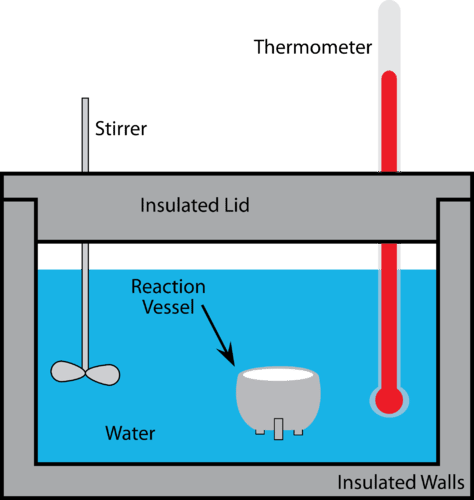 Thermometer
Stirrer
Insulated Lid
Reaction
Vessel
Water
Insulated Walls